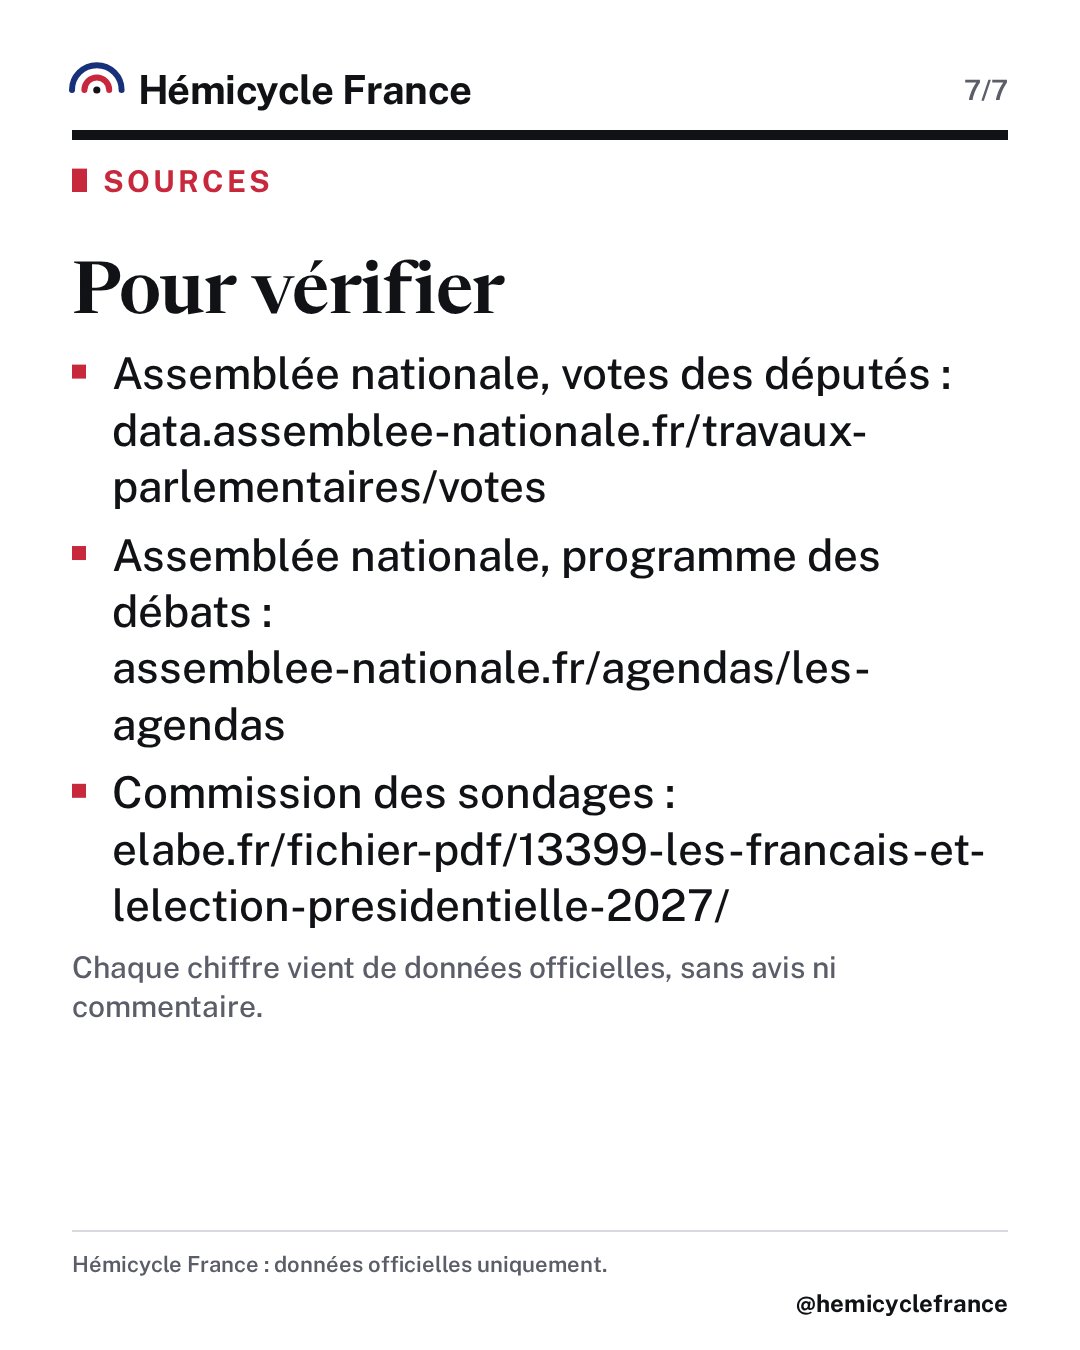 Hémicycle France
7/7
SOURCES
Pour vérifier
Assemblée nationale, votes des députés :
data.assemblee-nationale.fr/travaux-
parlementaires/votes
Assemblée nationale, programme des
débats :
assemblee-nationale.fr/agendas/les-
agendas
Commission des sondages :
elabe.fr/fichier-pdf/13399-les-francais-et-
lelection-presidentielle-2027/
Chaque chiffre vient de données officielles, sans avis ni
commentaire.
Hémicycle France : données officielles uniquement.
@hemicyclefrance